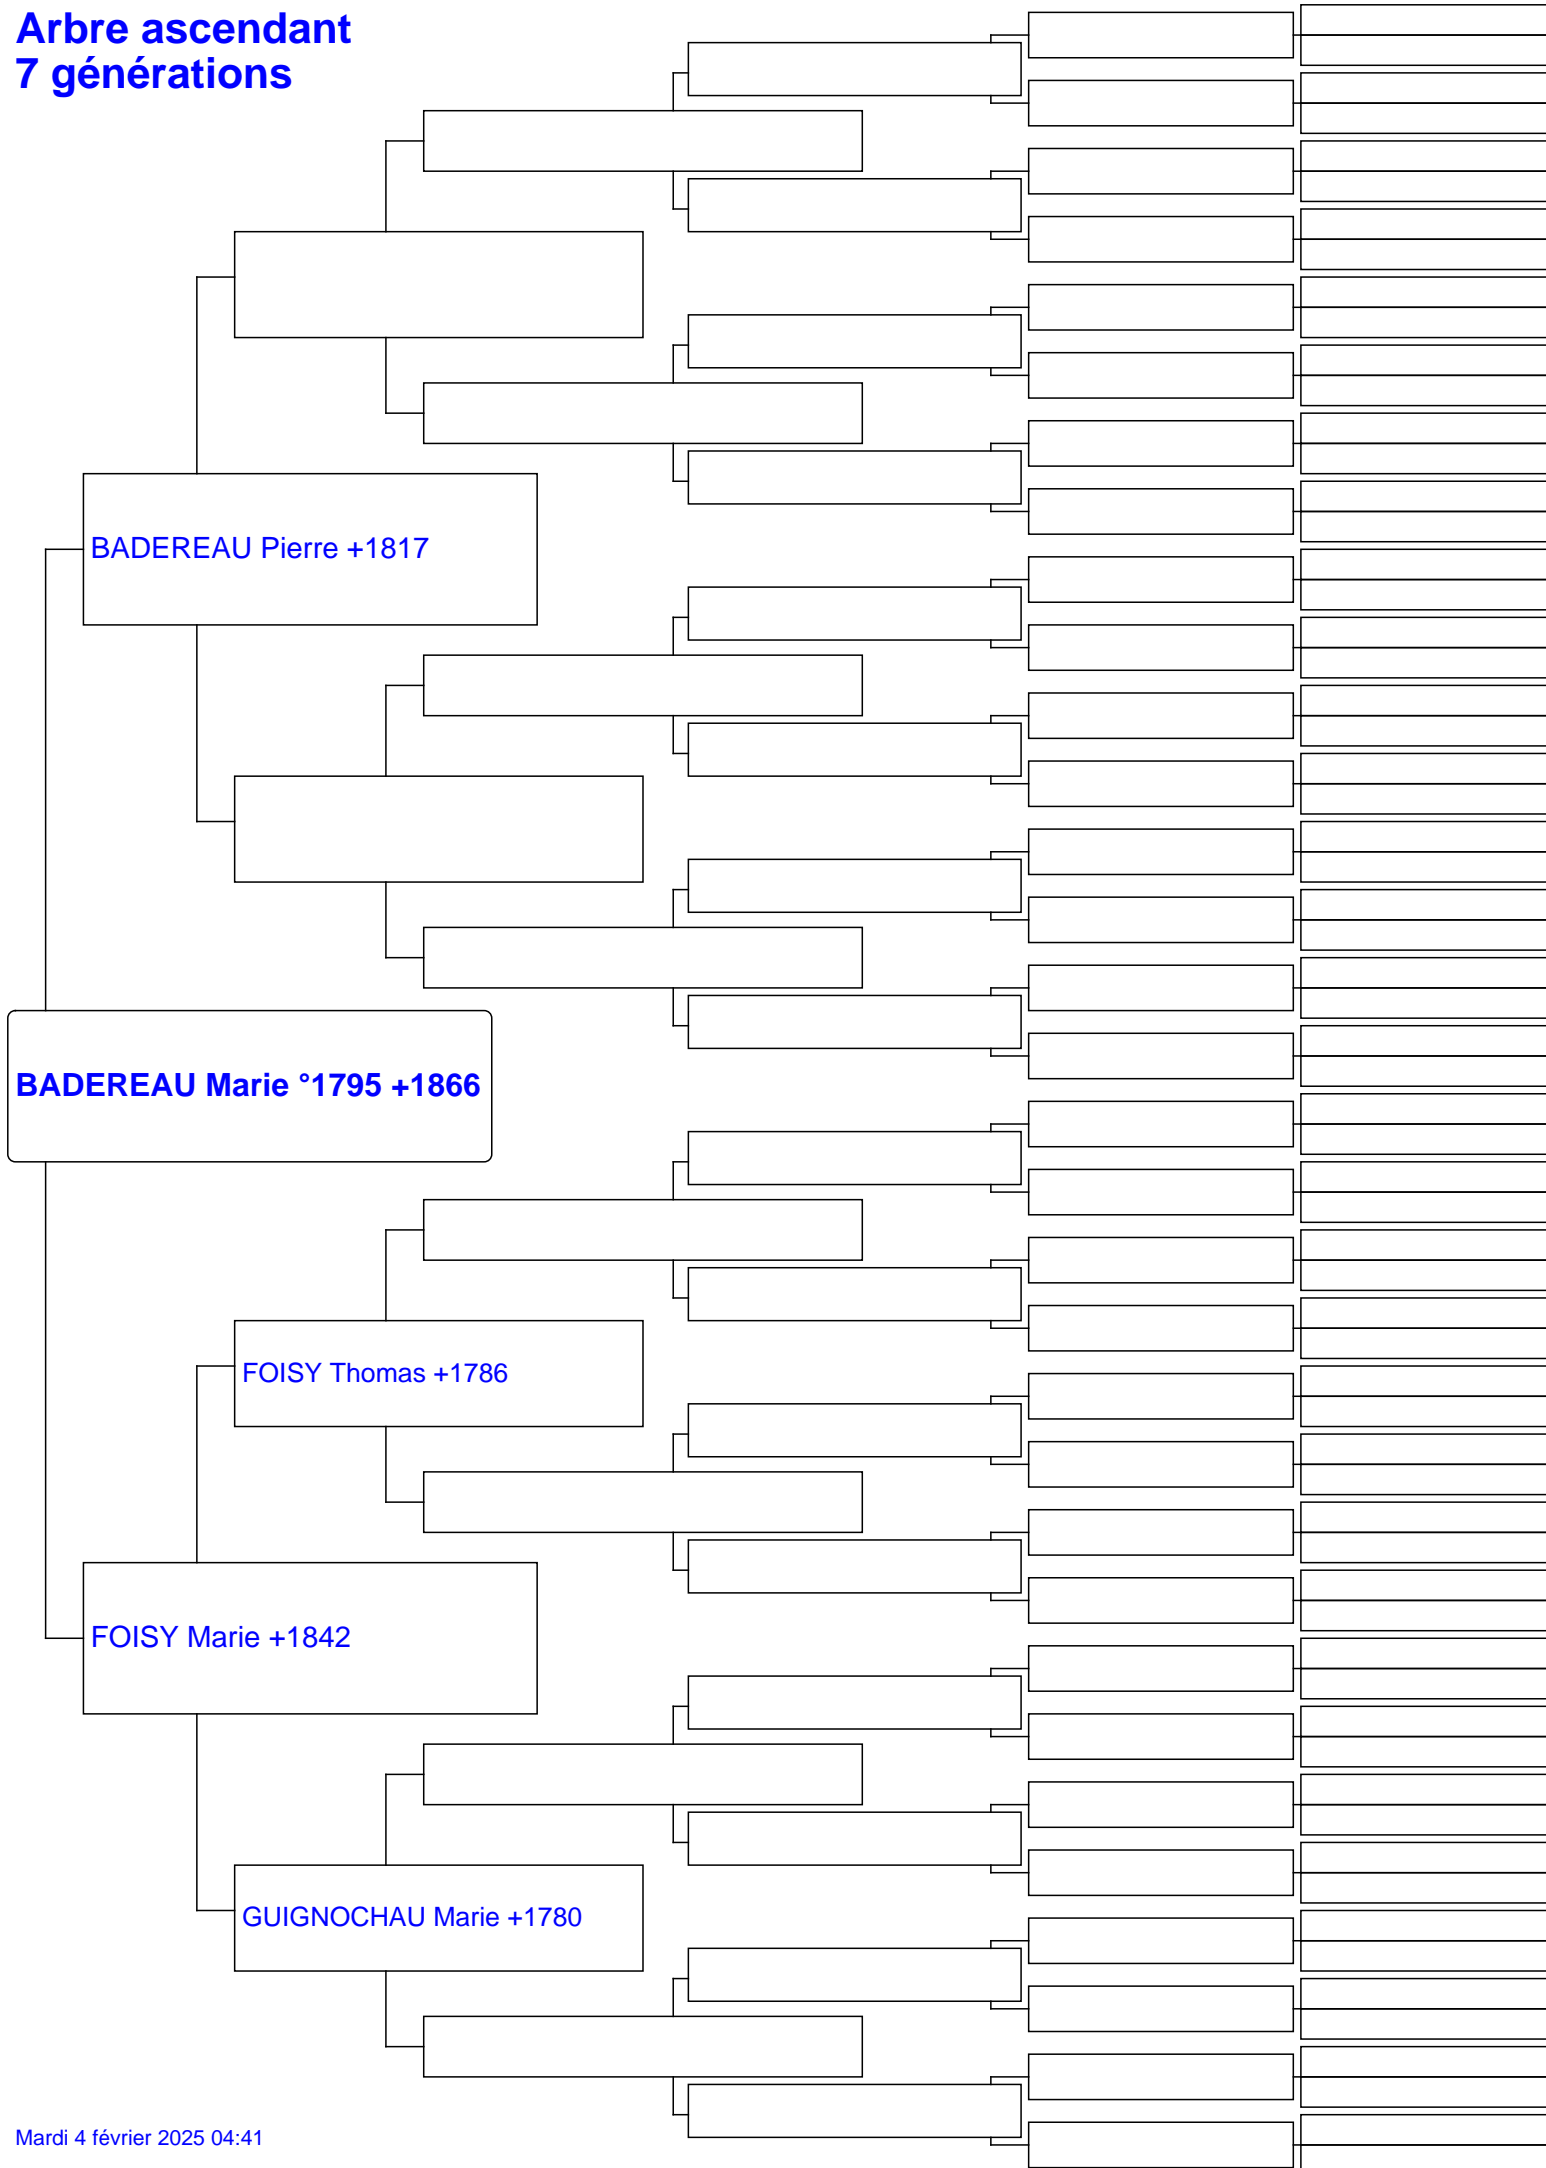 Arbre ascendant
7 générations
BADEREAU Pierre +1817
BADEREAU Marie °1795 +1866
FOISY Thomas +1786
FOISY Marie +1842
GUIGNOCHAU Marie +1780
Mardi 4 février 2025 04:41